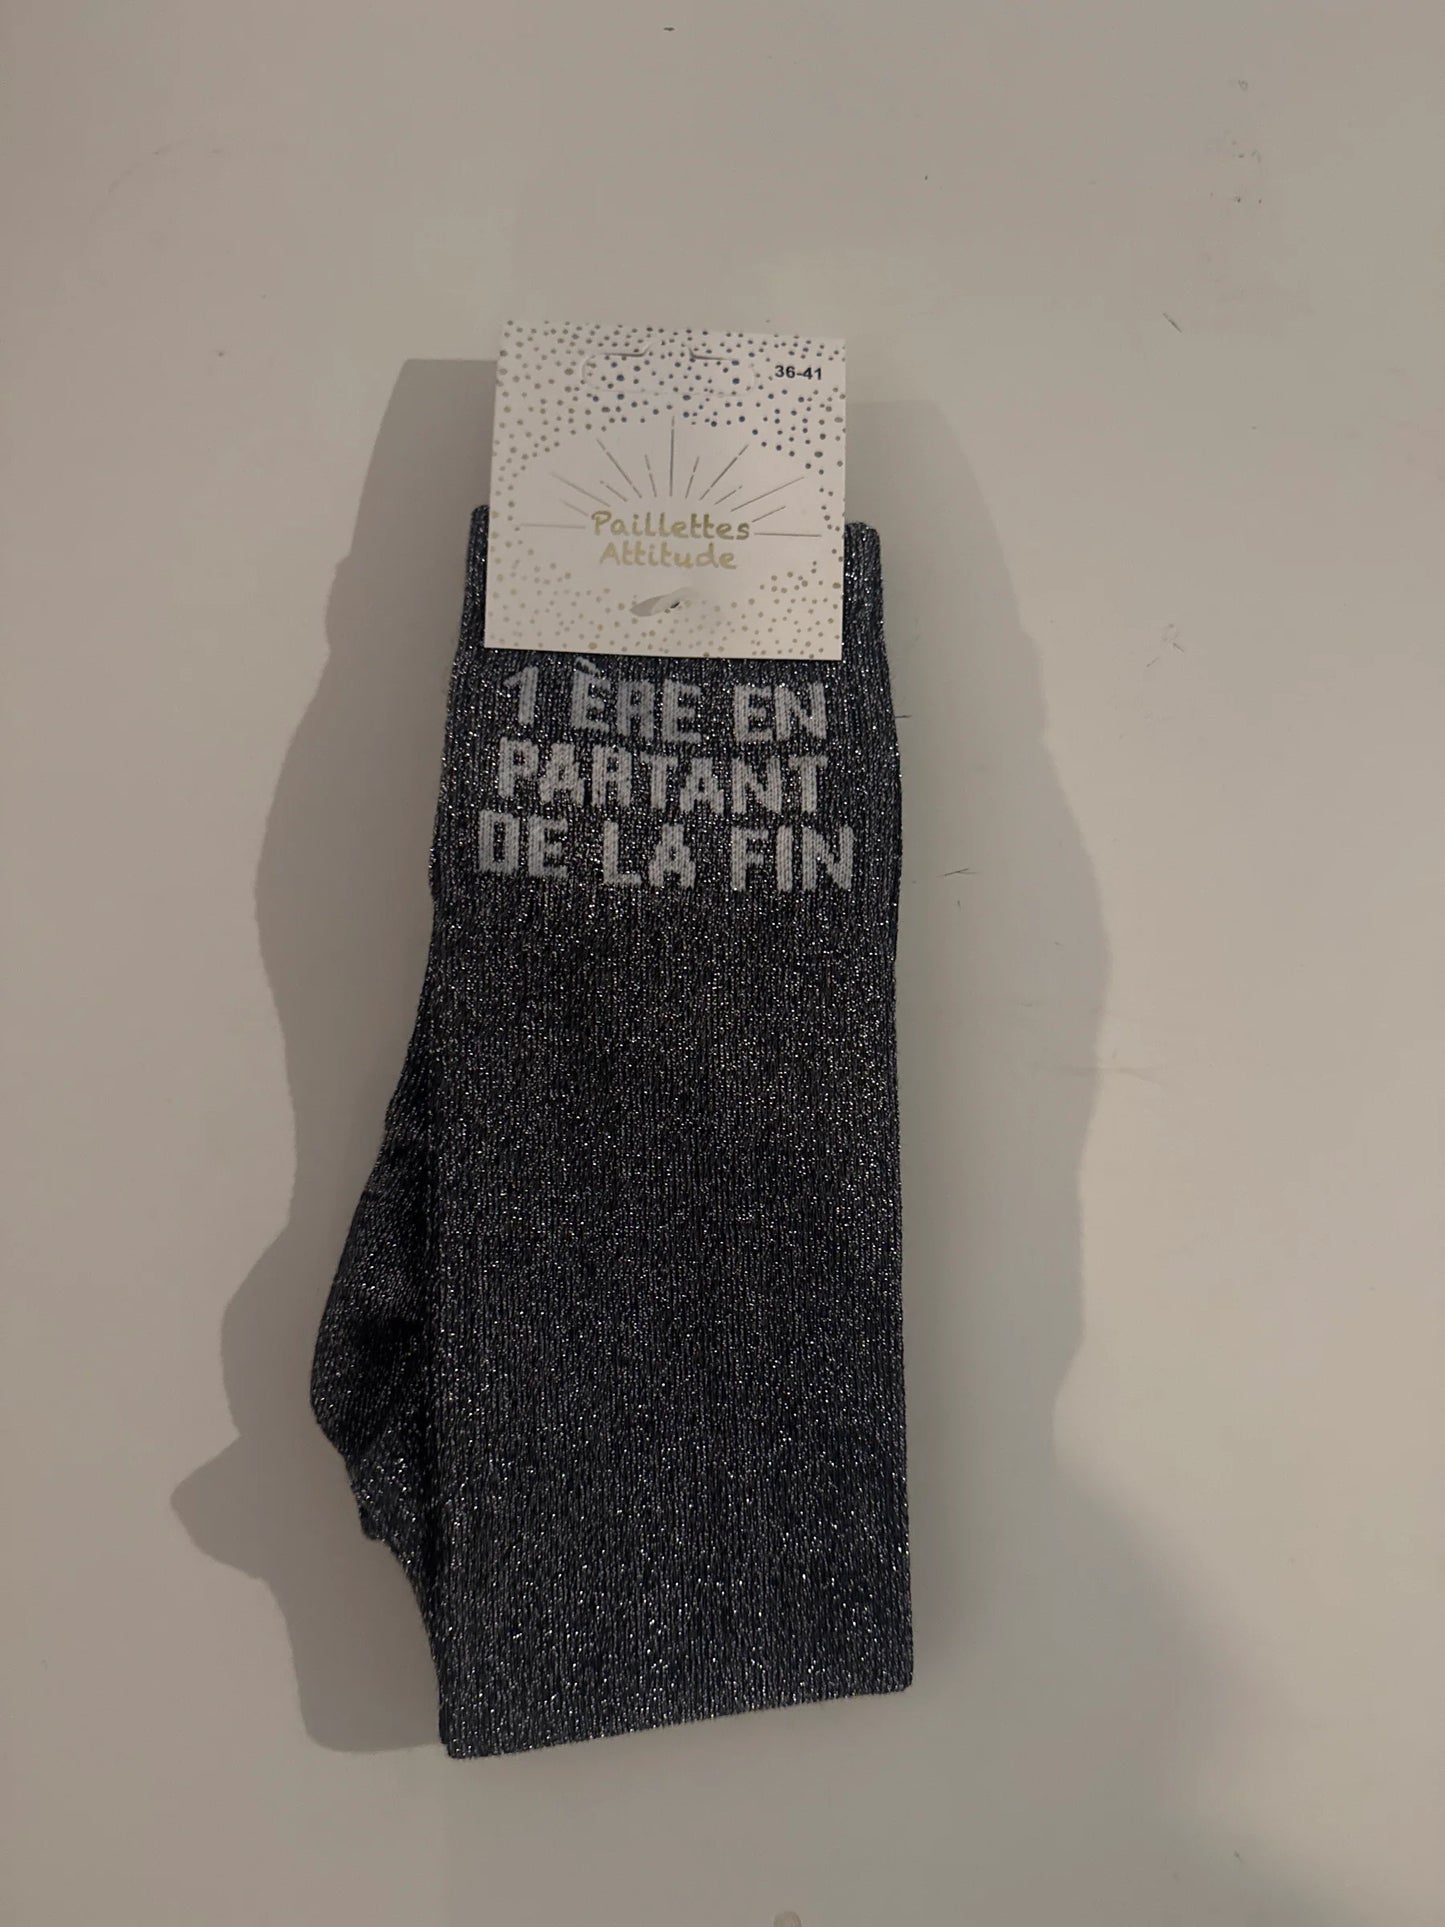 36-41
Paillettes
Attitude
1 ÈRE EN
PARTANT
DE LA FIN